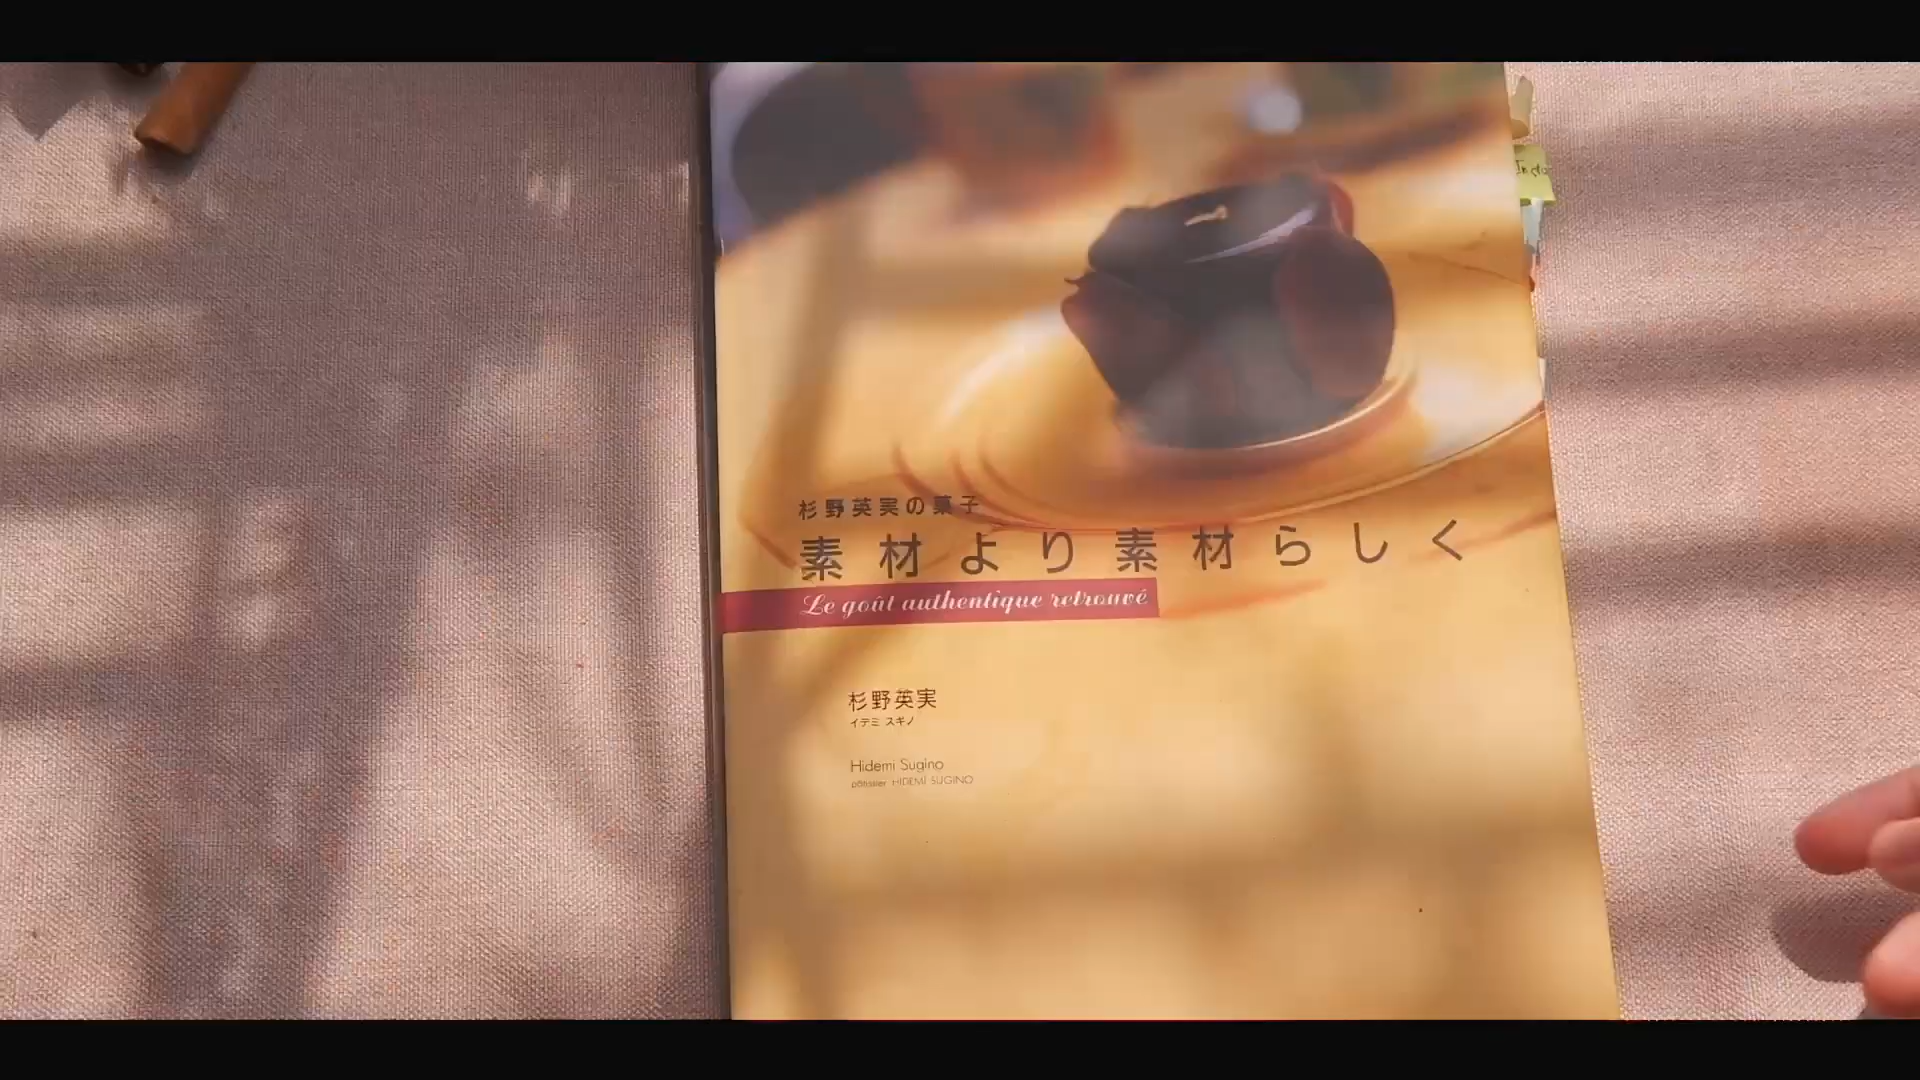 杉野英実の菓子
素材より素材らしく
Le goût authentique retrouvé
杉野英実
イデミ スギノ
Hidemi Sugino
pâtissier HIDEMI SUGINO